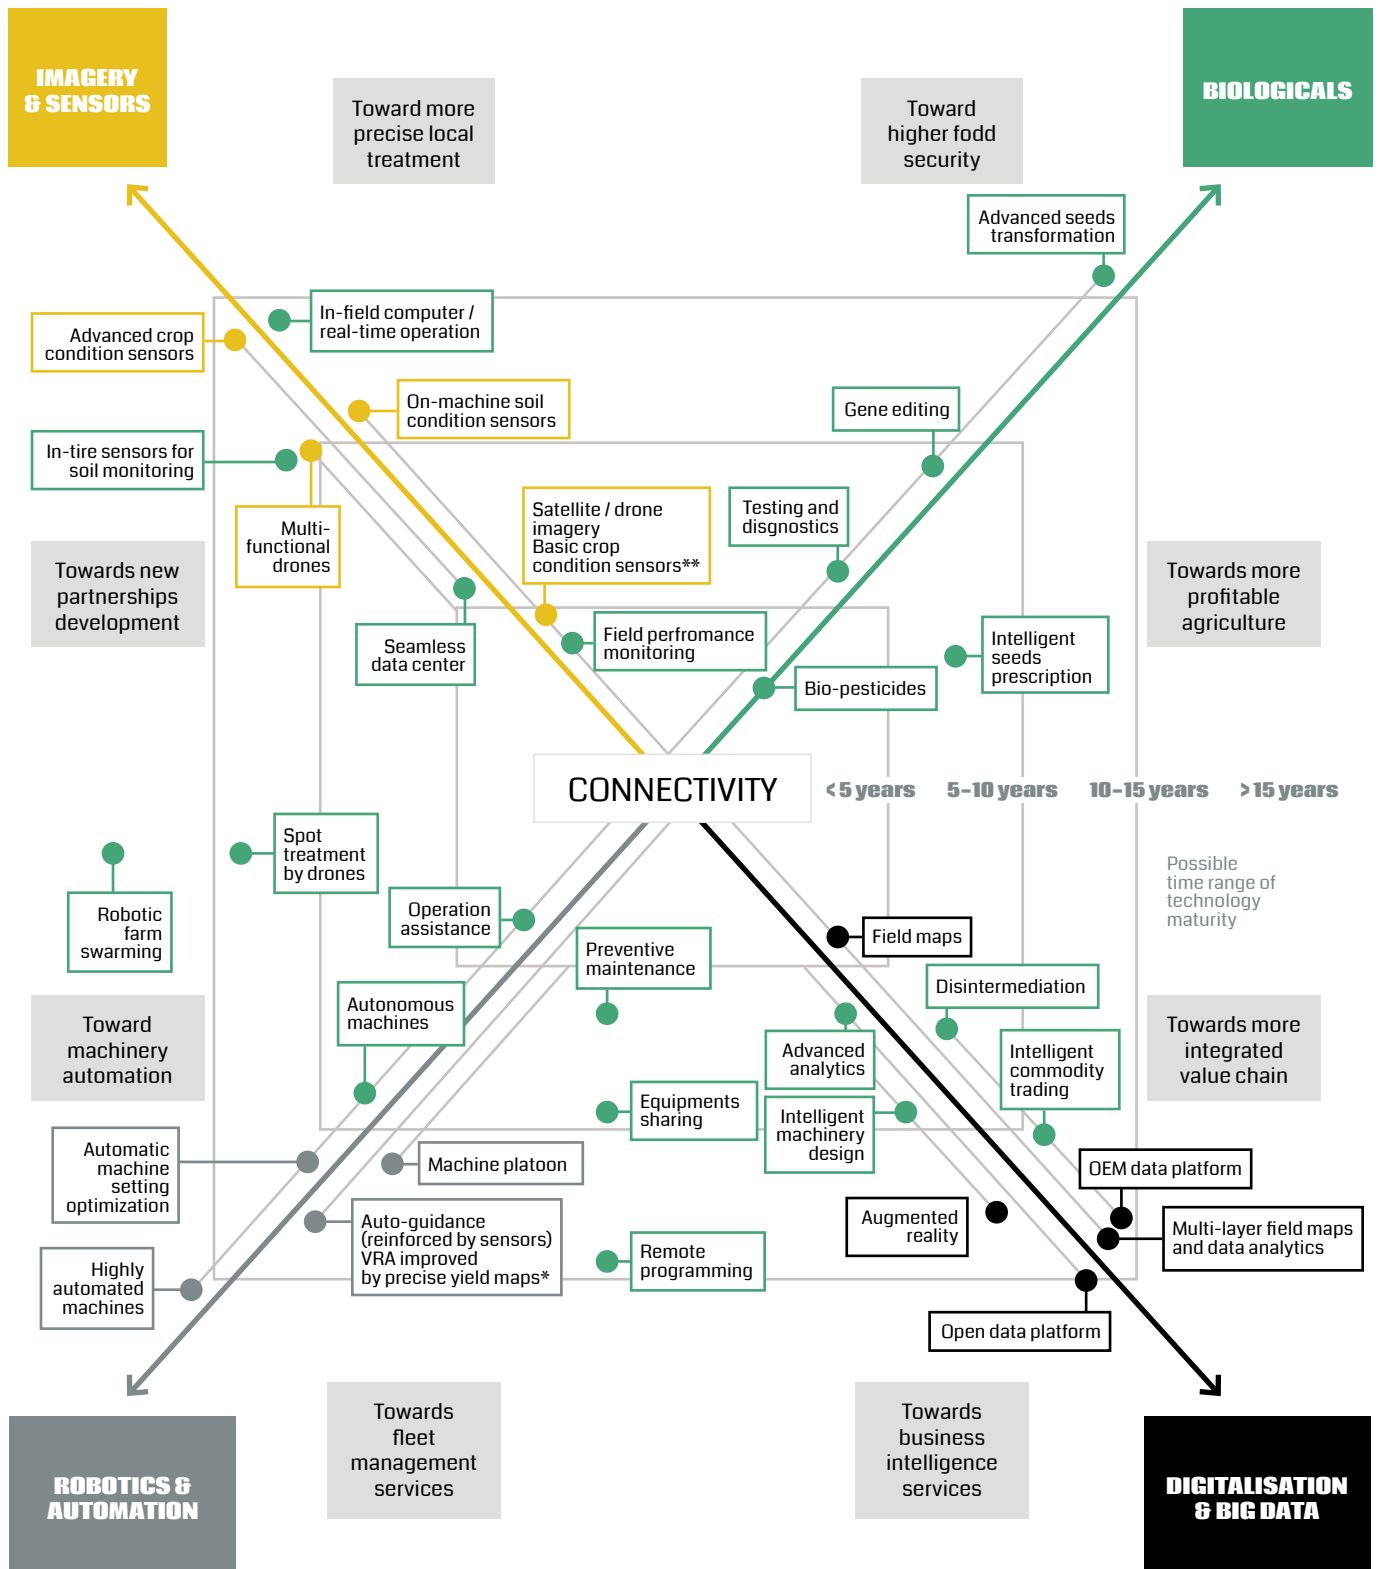 IMAGERY
& SENSORS
Toward more
precise local
treatment
Toward
higher fodd
security
BIOLOGICALS
Advanced seeds
transformation
In-field computer /
real-time operation
Advanced crop
condition sensors
On-machine soil
condition sensors
Gene editing
In-tire sensors for
soil monitoring
Multi-
functional
drones
Satellite / drone
imagery
Basic crop
condition sensors**
Testing and
disgnostics
Towards new
partnerships
development
Towards more
profitable
agriculture
Seamless
data center
Field perfromance
monitoring
Intelligent
seeds
prescription
Bio-pesticides
CONNECTIVITY
< 5 years
5-10 years
10-15 years
> 15 years
Possible
time range of
technology
maturity
Spot
treatment
by drones
Robotic
farm
swarming
Operation
assistance
Field maps
Preventive
maintenance
Disintermediation
Autonomous
machines
Toward
machinery
automation
Advanced
analytics
Intelligent
commodity
trading
Towards more
integrated
value chain
Equipments
sharing
Intelligent
machinery
design
Automatic
machine
setting
optimization
Machine platoon
OEM data platform
Auto-guidance
(reinforced by sensors)
VRA improved
by precise yield maps*
Augmented
reality
Multi-layer field maps
and data analytics
Highly
automated
machines
Remote
programming
Open data platform
Towards
fleet
management
services
Towards
business
intelligence
services
ROBOTICS &
AUTOMATION
DIGITALISATION
& BIG DATA